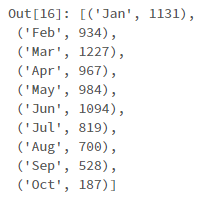 Out[16]: [('Jan', 1131),
('Feb', 934),
('Mar', 1227),
('Apr', 967),
('May', 984),
('Jun', 1094),
('Jul', 819),
('Aug', 700),
('Sep', 528),
('Oct', 187)]